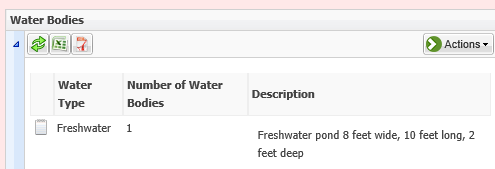 Water Bodies
Actions
Water Type
Number of Water Bodies
Description
Freshwater
1
Freshwater pond 8 feet wide, 10 feet long, 2
feet deep